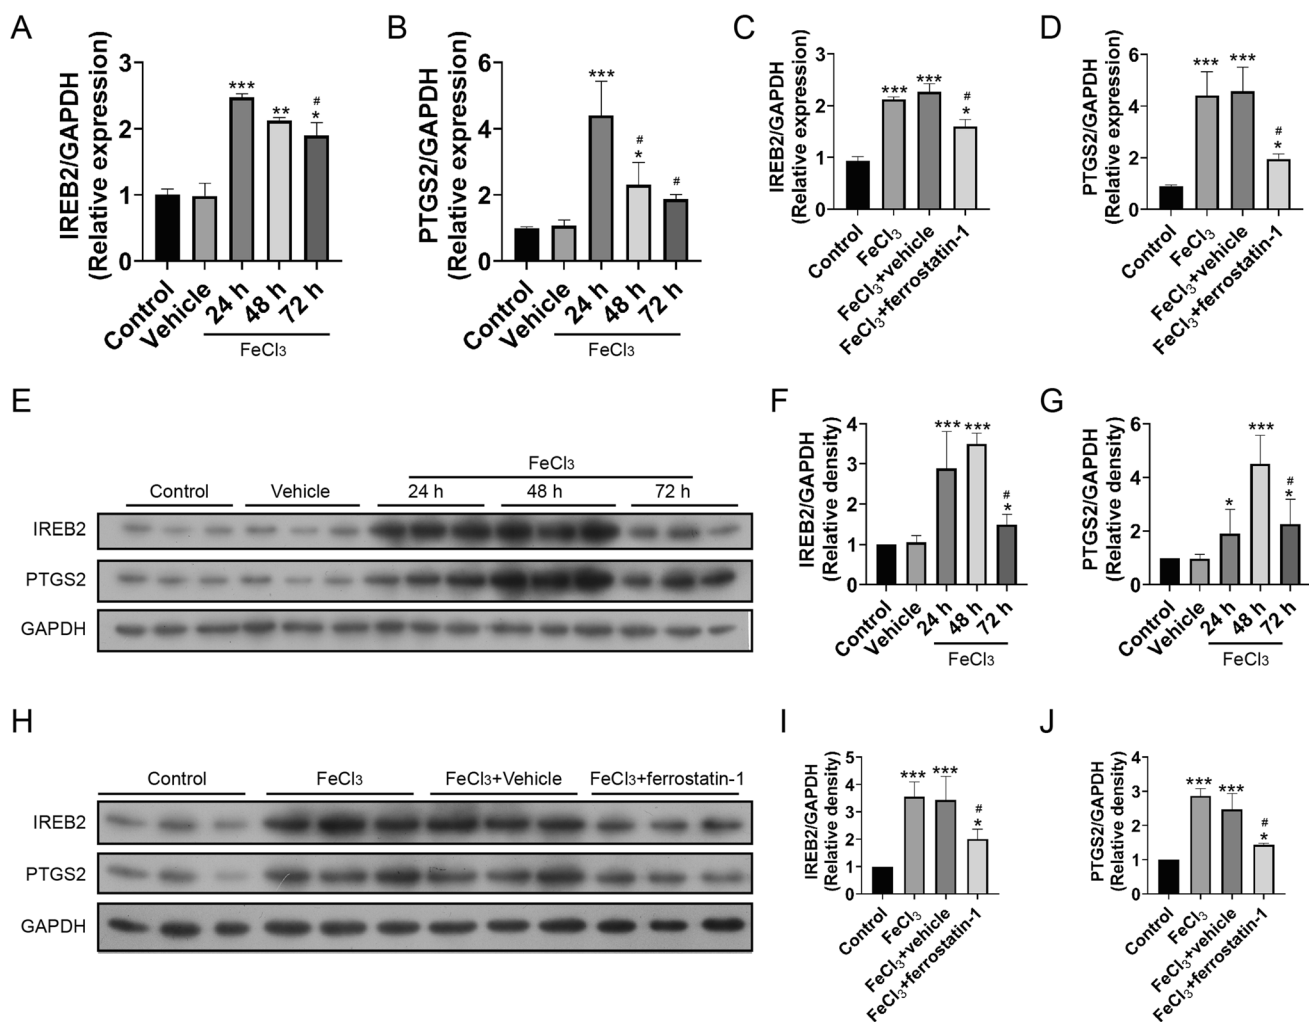 A
IREB2/GAPDH
(Relative expression)
3
2
1
0
***
**
#
*
Control
Vehicle
24 h
48 h
72 h
FeCl3
B
PTGS2/GAPDH
(Relative expression)
6
4
2
0
***
#
*
#
Control
Vehicle
24 h
48 h
72 h
FeCl3
C
IREB2/GAPDH
(Relative expression)
3
2
1
0
***
***
#
*
Control
FeCl3
FeCl3+vehicle
FeCl3+ferrostatin-1
D
PTGS2/GAPDH
(Relative expression)
6
4
2
0
***
***
#
*
Control
FeCl3
FeCl3+vehicle
FeCl3+ferrostatin-1
E
FeCl3
Control Vehicle 24 h 48 h 72 h
IREB2
PTGS2
GAPDH
F
IREB2/GAPDH
(Relative density)
4
3
2
1
0
***
***
#
*
Control
Vehicle
24 h
48 h
72 h
FeCl3
G
PTGS2/GAPDH
(Relative density)
6
4
2
0
*
***
#
*
Control
Vehicle
24 h
48 h
72 h
FeCl3
H
Control FeCl3 FeCl3+Vehicle FeCl3+ferrostatin-1
IREB2
PTGS2
GAPDH
I
IREB2/GAPDH
(Relative density)
5
4
3
2
1
0
***
***
#
*
Control
FeCl3
FeCl3+vehicle
FeCl3+ferrostatin-1
J
PTGS2/GAPDH
(Relative density)
4
3
2
1
0
***
***
#
*
Control
FeCl3
FeCl3+vehicle
FeCl3+ferrostatin-1